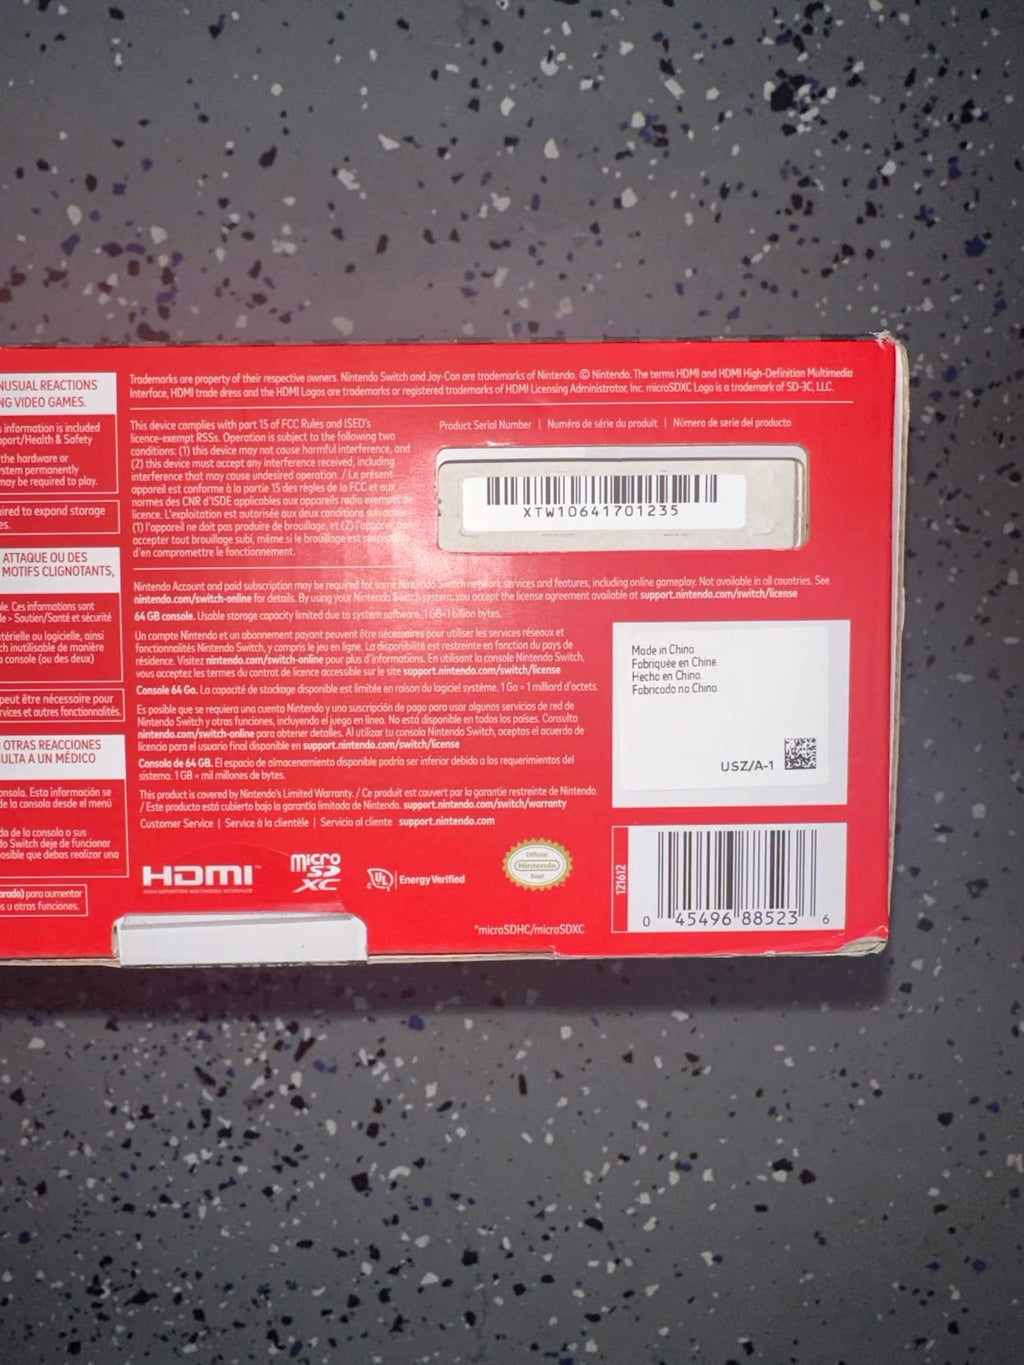 NUSUAL REACTIONS
NG VIDEO GAMES.
s information is included
pport/Health & Safety
the hardware or
ystem permanently
may be required to play.
uired to expand storage
es.
ATTAQUE OU DES
MOTIFS CLIGNOTANTS,
le. Ces informations sont
le > Soutien/Santé et sécurité
térielle ou logicielle, ainsi
ch inutilisable de manière
a console (ou des deux)
peut être nécessaire pour
rvices et autres fonctionnalités.
OTRAS REACCIONES
ULTA A UN MÉDICO
onsola. Esta información se
de la consola desde el menú
da de la consola o sus
do Switch deje de funcionar
posible que debas realizar una
arado) para aumentar
s u otras funciones.
Trademarks are property of their respective owners. Nintendo Switch and Joy-Con are trademarks of Nintendo. © Nintendo. The terms HDMI and HDMI High-Definition Multimedia
Interface, HDMI trade dress and the HDMI Logos are trademarks or registered trademarks of HDMI Licensing Administrator, Inc. microSDXC Logo is a trademark of SD-3C, LLC.
This device complies with part 15 of FCC Rules and ISED's
licence-exempt RSSs. Operation is subject to the following two
conditions: (1) this device may not cause harmful interference, and
(2) this device must accept any interference received, including
interference that may cause undesired operation. / Le présent
appareil est conforme à la partie 15 des règles de la FCC et aux
normes des CNR d'ISDE applicables aux appareils radio exempts de
licence. L'exploitation est autorisée aux deux conditions suivantes
(1) l'appareil ne doit pas produire de brouillage, et (2) l'appareil doit
accepter tout brouillage subi, même si le brouillage est susceptible
d'en compromettre le fonctionnement.
Product Serial Number | Numéro de série du produit | Número de serie del producto
XTW10641701235
Nintendo Account and paid subscription may be required for some Nintendo Switch network services and features, including online gameplay. Not available in all countries. See
nintendo.com/switch-online for details. By using your Nintendo Switch system, you accept the license agreement available at support.nintendo.com/switch/license
64 GB console. Usable storage capacity limited due to system software. 1 GB=1 billion bytes.
Un compte Nintendo et un abonnement payant peuvent être nécessaires pour utiliser les services réseaux et
fonctionnalités Nintendo Switch, y compris le jeu en ligne. La disponibilité est restreinte en fonction du pays de
résidence. Visitez nintendo.com/switch-online pour plus d'informations. En utilisant la console Nintendo Switch,
vous acceptez les termes du contrat de licence accessible sur le site support.nintendo.com/switch/license
Console 64 Go. La capacité de stockage disponible est limitée en raison du logiciel système. 1 Go = 1 milliard d'octets.
Es posible que se requiera una cuenta Nintendo y una suscripción de pago para usar algunos servicios de red de
Nintendo Switch y otras funciones, incluyendo el juego en línea. No está disponible en todos los países. Consulta
nintendo.com/switch-online para obtener detalles. Al utilizar tu consola Nintendo Switch, aceptas el acuerdo de
licencia para el usuario final disponible en support.nintendo.com/switch/license
Consola de 64 GB. El espacio de almacenamiento disponible podría ser inferior debido a los requerimientos del
sistema. 1 GB = mil millones de bytes.
This product is covered by Nintendo's Limited Warranty. / Ce produit est couvert par la garantie restreinte de Nintendo.
/ Este producto está cubierto bajo la garantía limitada de Nintendo. support.nintendo.com/switch/warranty
Customer Service | Service à la clientèle | Servicio al cliente support.nintendo.com
HDMI™
HIGH-DEFINITION MULTIMEDIA INTERFACE
micro
SD
XC
c UL US Energy Verified
Official
Nintendo
Seal
*microSDHC/microSDXC
Made in China
Fabriquée en Chine
Hecho en China.
Fabricado na China.
USZ/A-1
121612
0 45496 88523 6